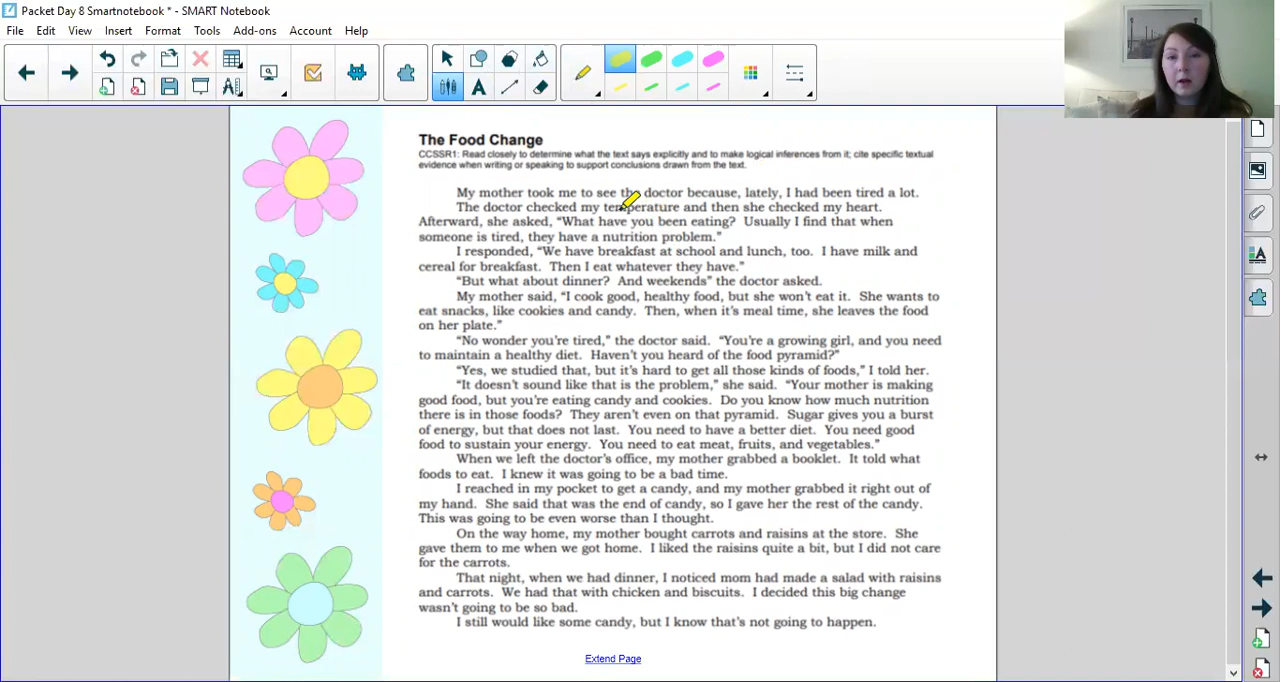 Packet Day 8 Smartnotebook * - SMART Notebook
File Edit View Insert Format Tools Add-ons Account Help
The Food Change
CCSSR1: Read closely to determine what the text says explicitly and to make logical inferences from it; cite specific textual
evidence when writing or speaking to support conclusions drawn from the text.
My mother took me to see the doctor because, lately, I had been tired a lot.
The doctor checked my temperature and then she checked my heart.
Afterward, she asked, “What have you been eating? Usually I find that when
someone is tired, they have a nutrition problem.”
I responded, “We have breakfast at school and lunch, too. I have milk and
cereal for breakfast. Then I eat whatever they have.”
“But what about dinner? And weekends” the doctor asked.
My mother said, “I cook good, healthy food, but she won’t eat it. She wants to
eat snacks, like cookies and candy. Then, when it’s meal time, she leaves the food
on her plate.”
“No wonder you’re tired,” the doctor said. “You’re a growing girl, and you need
to maintain a healthy diet. Haven’t you heard of the food pyramid?”
“Yes, we studied that, but it’s hard to get all those kinds of foods,” I told her.
“It doesn’t sound like that is the problem,” she said. “Your mother is making
good food, but you’re eating candy and cookies. Do you know how much nutrition
there is in those foods? They aren’t even on that pyramid. Sugar gives you a burst
of energy, but that does not last. You need to have a better diet. You need good
food to sustain your energy. You need to eat meat, fruits, and vegetables.”
When we left the doctor’s office, my mother grabbed a booklet. It told what
foods to eat. I knew it was going to be a bad time.
I reached in my pocket to get a candy, and my mother grabbed it right out of
my hand. She said that was the end of candy, so I gave her the rest of the candy.
This was going to be even worse than I thought.
On the way home, my mother bought carrots and raisins at the store. She
gave them to me when we got home. I liked the raisins quite a bit, but I did not care
for the carrots.
That night, when we had dinner, I noticed mom had made a salad with raisins
and carrots. We had that with chicken and biscuits. I decided this big change
wasn’t going to be so bad.
I still would like some candy, but I know that’s not going to happen.
Extend Page